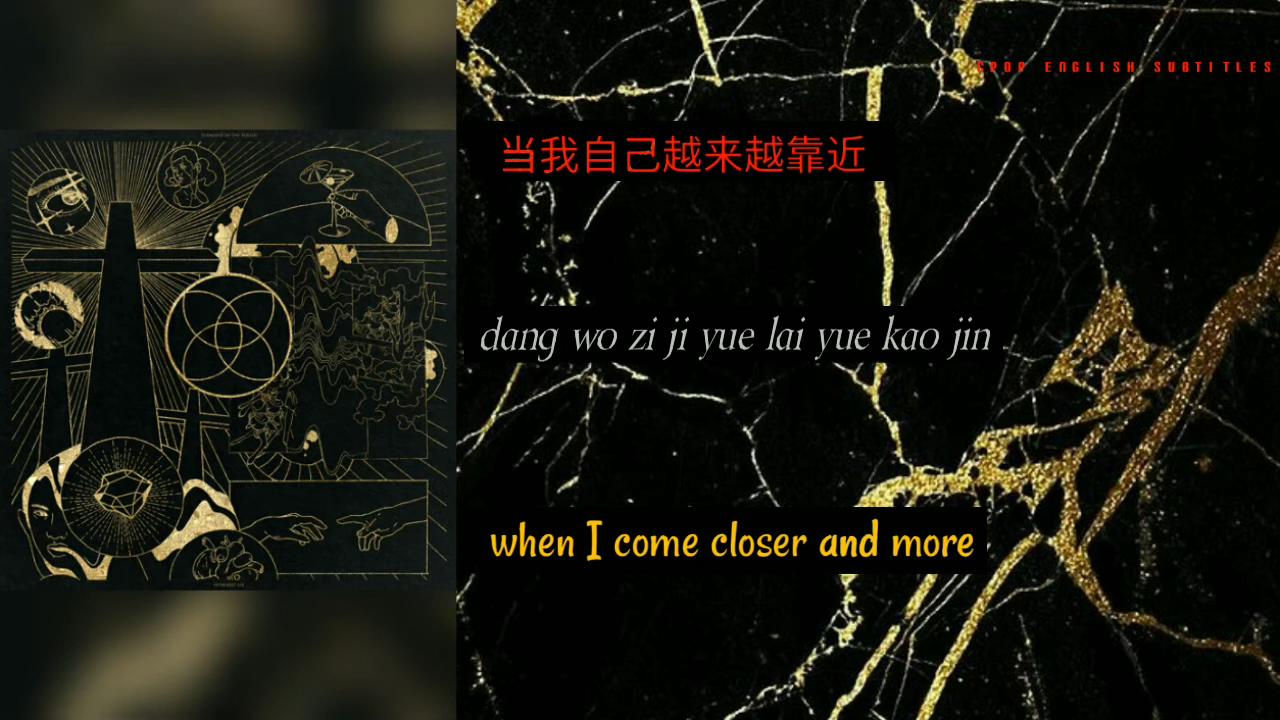 CPOP ENGLISH SUBTITLES
当我自己越来越靠近
dang wo zi ji yue lai yue kao jin
when I come closer and more